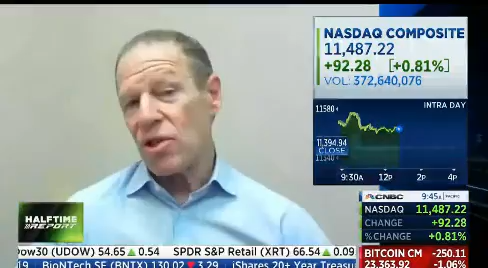 NASDAQ COMPOSITE
11,487.22
+92.28 [+0.81%]
VOL: 372,640,076
INTRA DAY
11580
11,394.94
CLOSE
11340
9:30A 12P 2P 4P
CNBC 9:45A
NASDAQ 11,487.22
CHANGE +92.28
% CHANGE +0.81%
BITCOIN CM -250.11
23,363.92 -1.06%
HALFTIME
REPORT
Dow30 (UDOW) 54.65 ▲ 0.54 SPDR S&P Retail (XRT) 66.54 ▲ 0.09
19 BioNTech SE (BNTX) 130.02 ▼ 3.29 iShares 20+ Year Treasur